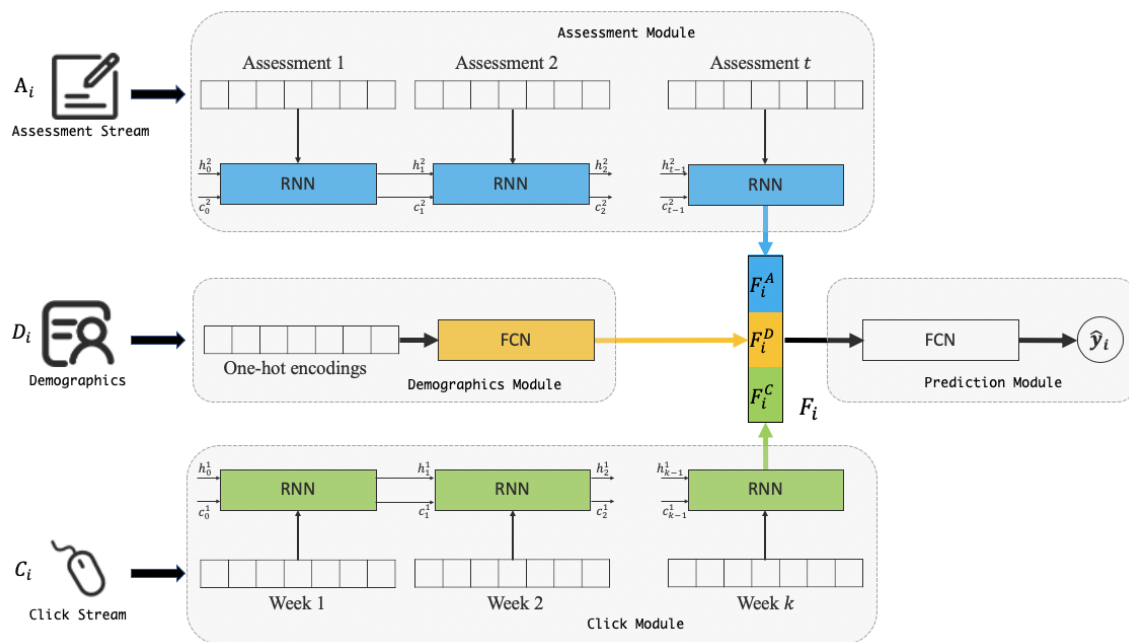 Assessment Module
Assessment 1
Assessment 2
Assessment t
A_i
Assessment Stream
h_0^2
RNN
h_1^2
RNN
h_2^2
h_{t-1}^2
RNN
c_0^2
c_1^2
c_2^2
c_{t-1}^2
F_i^A
D_i
Demographics
One-hot encodings
FCN
Demographics Module
F_i^D
FCN
ŷ_i
Prediction Module
F_i^C
F_i
h_0^1
RNN
h_1^1
RNN
h_2^1
h_{k-1}^1
RNN
c_0^1
c_1^1
c_2^1
c_{k-1}^1
C_i
Click Stream
Week 1
Week 2
Week k
Click Module